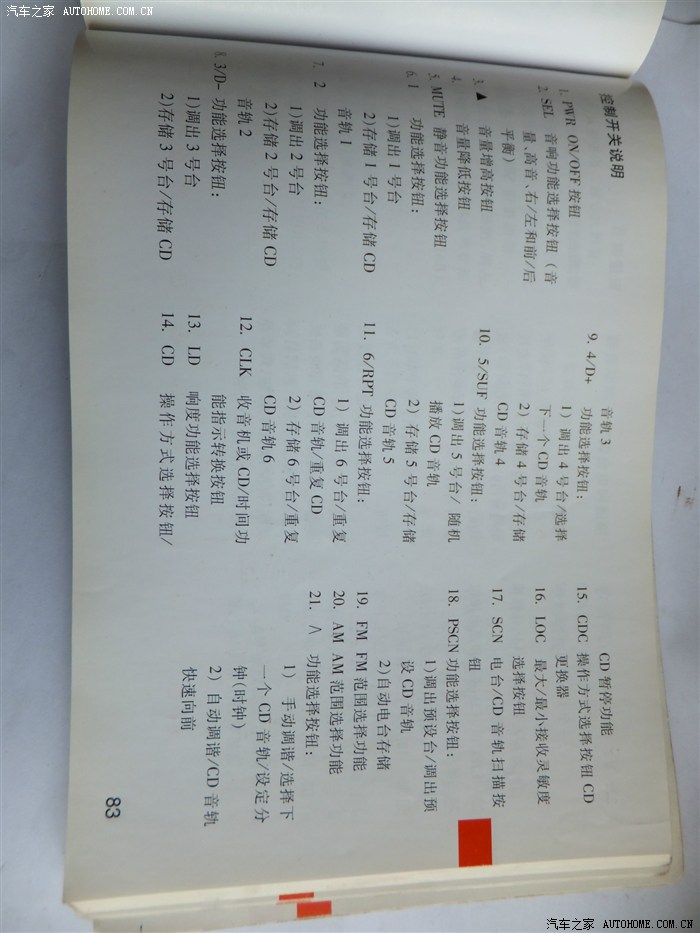 汽车之家 AUTOHOME.COM.CN
控制开关说明
1. PWR ON/OFF 按钮
2. SEL 音响功能选择按钮（音
量、高音、右/左和前/后
平衡）
3. ▲ 音量增高按钮
4. 音量降低按钮
5. MUTE 静音功能选择按钮
6. 1 功能选择按钮：
1)调出 1 号台
2)存储 1 号台/存储 CD
音轨 1
7. 2 功能选择按钮：
1)调出 2 号台
2)存储 2 号台/存储 CD
音轨 2
8. 3/D- 功能选择按钮：
1)调出 3 号台
2)存储 3 号台/存储 CD
音轨 3
9. 4/D+ 功能选择按钮：
1) 调出 4 号台/选择
下一个 CD 音轨
2) 存储 4 号台/存储
CD 音轨 4
10. 5/SUF 功能选择按钮：
1)调出 5 号台/ 随机
播放 CD 音轨
2) 存储 5 号台/存储
CD 音轨 5
11. 6/RPT 功能选择按钮：
1) 调出 6 号台/重复
CD 音轨/重复 CD
2) 存储 6 号台/重复
CD 音轨 6
12. CLK 收音机或 CD/时间功
能指示转换按钮
13. LD 响度功能选择按钮
14. CD 操作方式选择按钮/
CD 暂停功能
15. CDC 操作方式选择按钮 CD
更换器
16. LOC 最大/最小接收灵敏度
选择按钮
17. SCN 电台/CD 音轨扫描按
钮
18. PSCN 功能选择按钮：
1)调出预设台/调出预
设 CD 音轨
2)自动电台存储
19. FM FM 范围选择功能
20. AM AM 范围选择功能
21. ∧ 功能选择按钮：
1) 手动调谐/选择下
一个 CD 音轨/设定分
钟(时钟)
2) 自动调谐/CD 音轨
快速向前
83
汽车之家 AUTOHOME.COM.CN